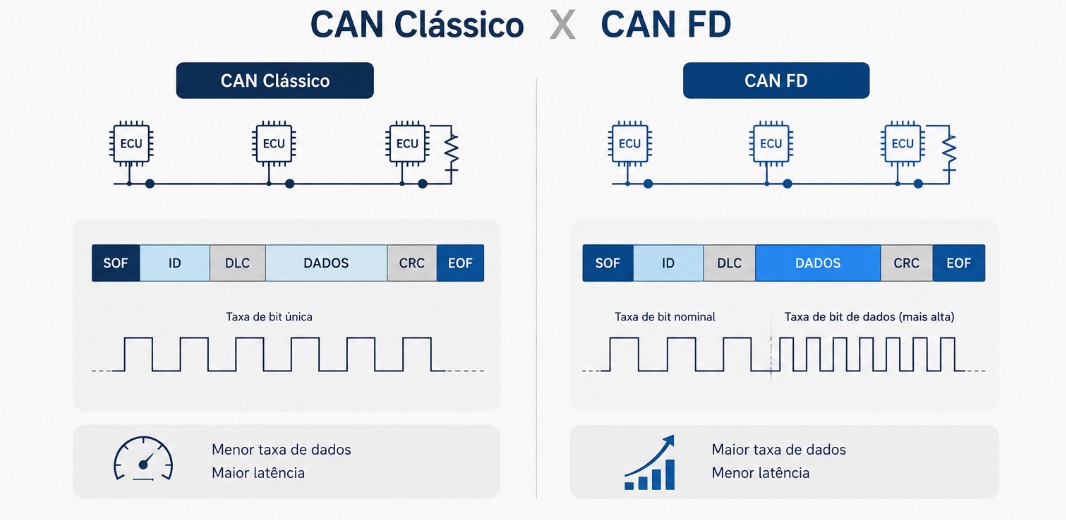 CAN Clássico X CAN FD
CAN Clássico
ECU
ECU
ECU
SOF ID DLC DADOS CRC EOF
Taxa de bit única
Menor taxa de dados
Maior latência
CAN FD
ECU
ECU
ECU
SOF ID DLC DADOS CRC EOF
Taxa de bit nominal
Taxa de bit de dados (mais alta)
Maior taxa de dados
Menor latência